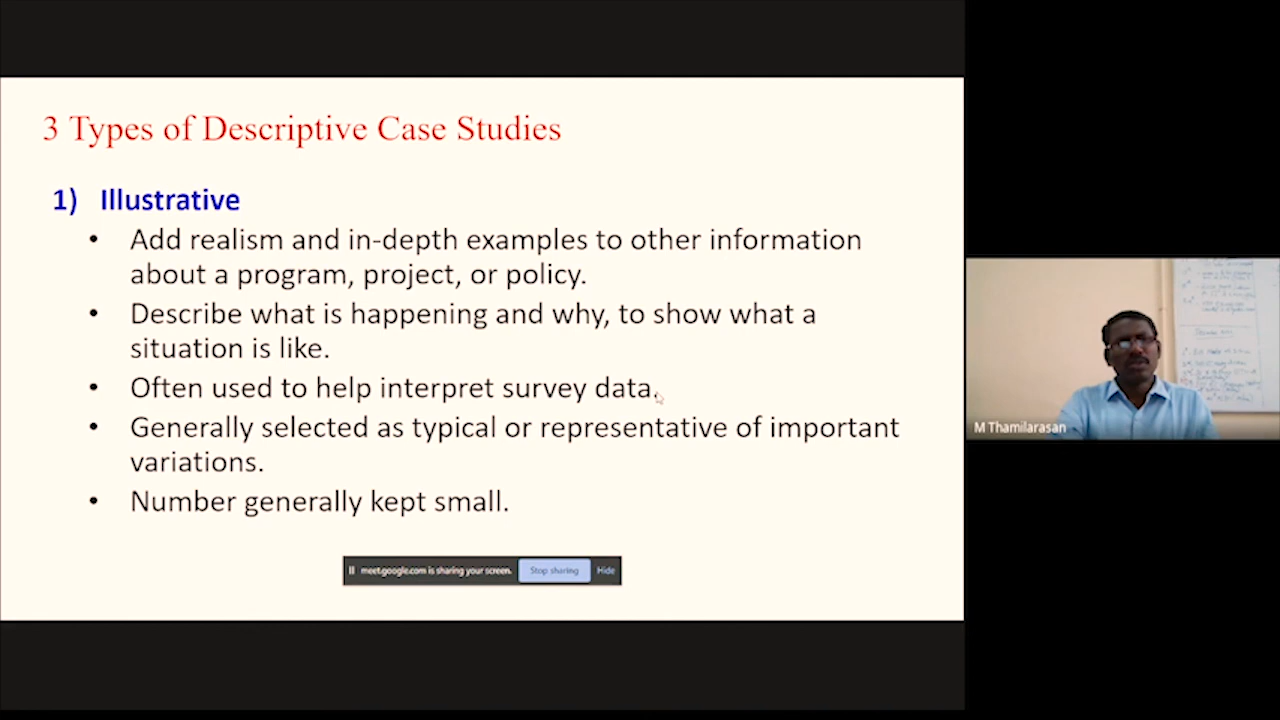 3 Types of Descriptive Case Studies
1) Illustrative
• Add realism and in-depth examples to other information
about a program, project, or policy.
• Describe what is happening and why, to show what a
situation is like.
• Often used to help interpret survey data.
• Generally selected as typical or representative of important
variations.
• Number generally kept small.
meet.google.com is sharing your screen. Stop sharing Hide
M Thamilarasan